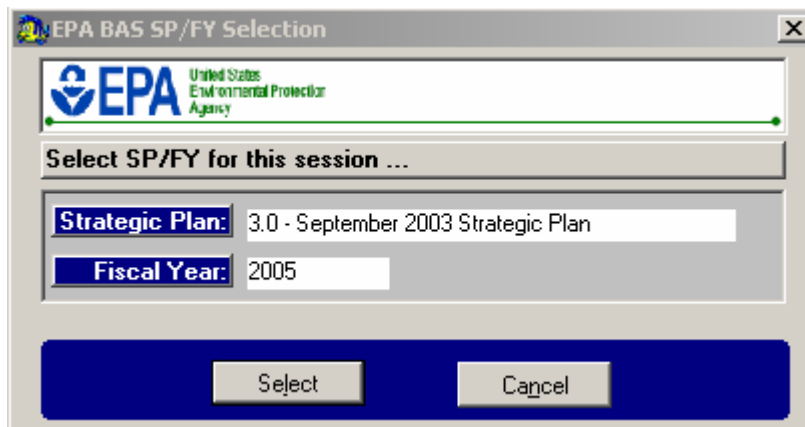 EPA BAS SP/FY Selection
EPA
United States
Environmental Protection
Agency
Select SP/FY for this session ...
Strategic Plan: 3.0 - September 2003 Strategic Plan
Fiscal Year: 2005
Select Cancel